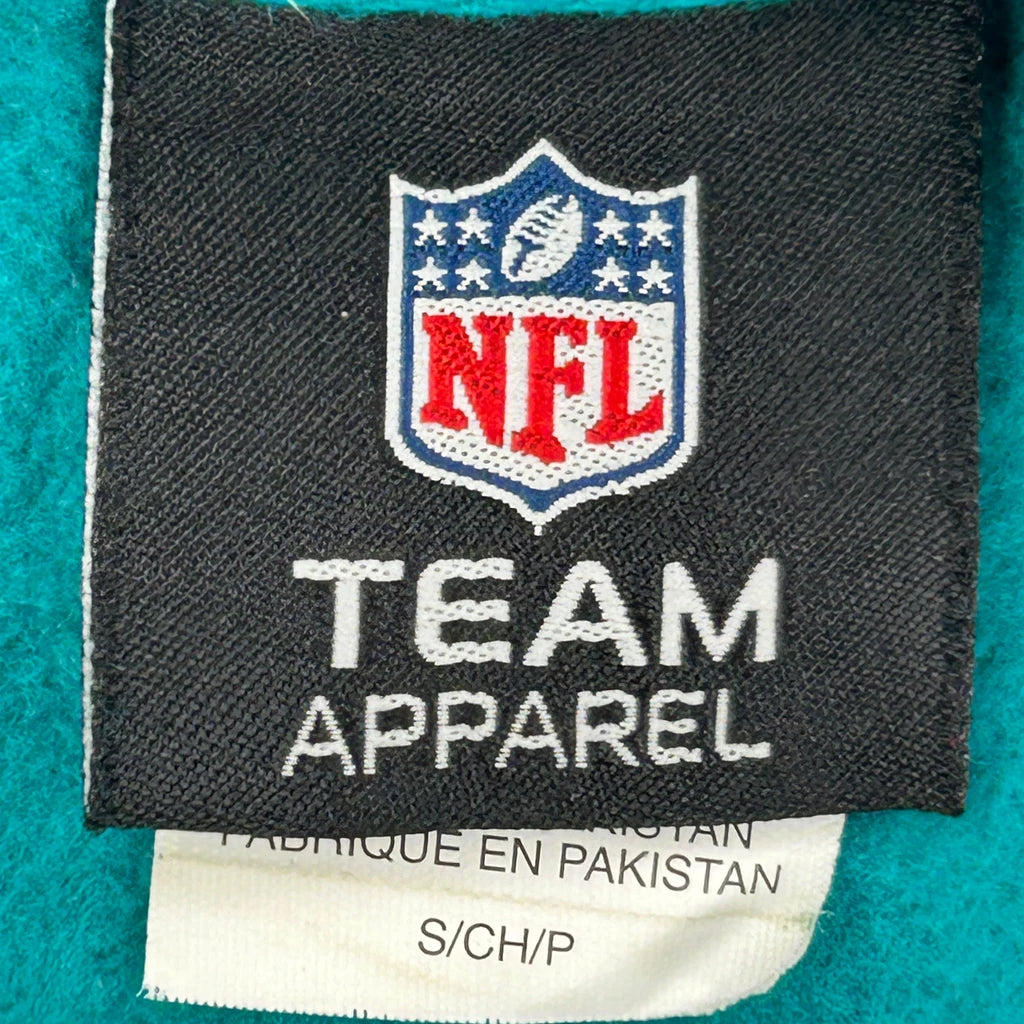 NFL
TEAM
APPAREL
FABRIQUE EN PAKISTAN
S/CH/P